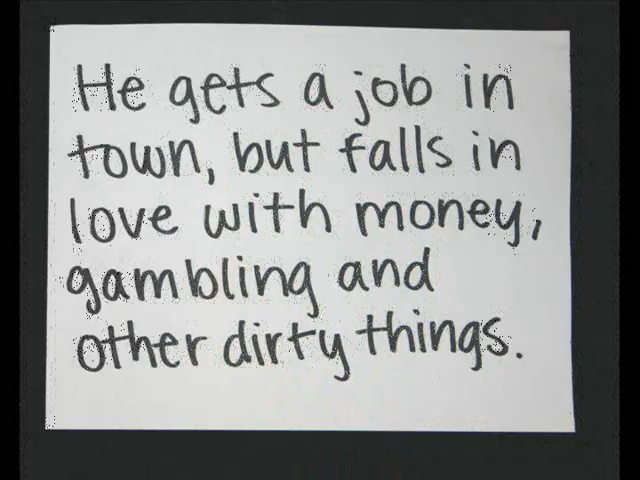 He gets a job in
town, but falls in
love with money,
gambling and
other dirty things.